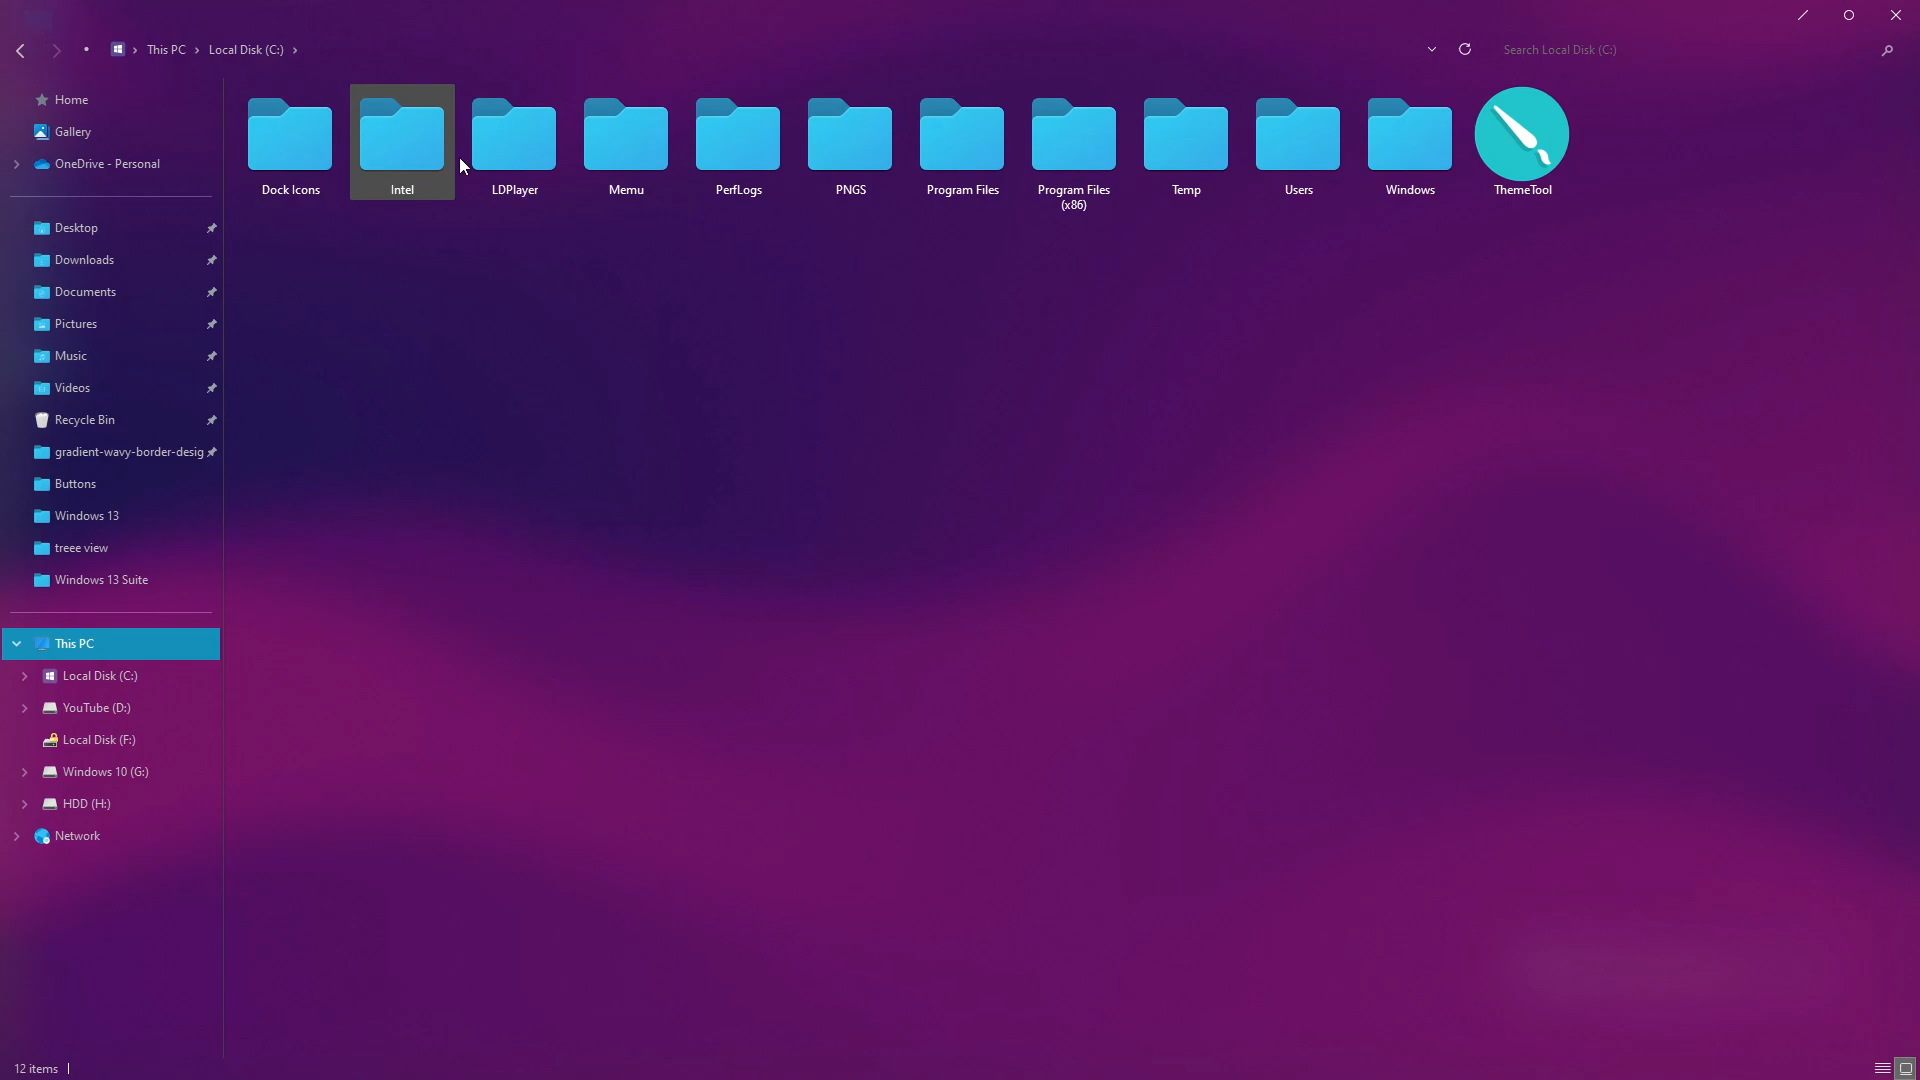 This PC
Local Disk (C:)
Search Local Disk (C:)
Home
Gallery
OneDrive - Personal
Desktop
Downloads
Documents
Pictures
Music
Videos
Recycle Bin
gradient-wavy-border-desig
Buttons
Windows 13
treee view
Windows 13 Suite
This PC
Local Disk (C:)
YouTube (D:)
Local Disk (F:)
Windows 10 (G:)
HDD (H:)
Network
Dock Icons
Intel
LDPlayer
Memu
PerfLogs
PNGS
Program Files
Program Files
(x86)
Temp
Users
Windows
ThemeTool
12 items